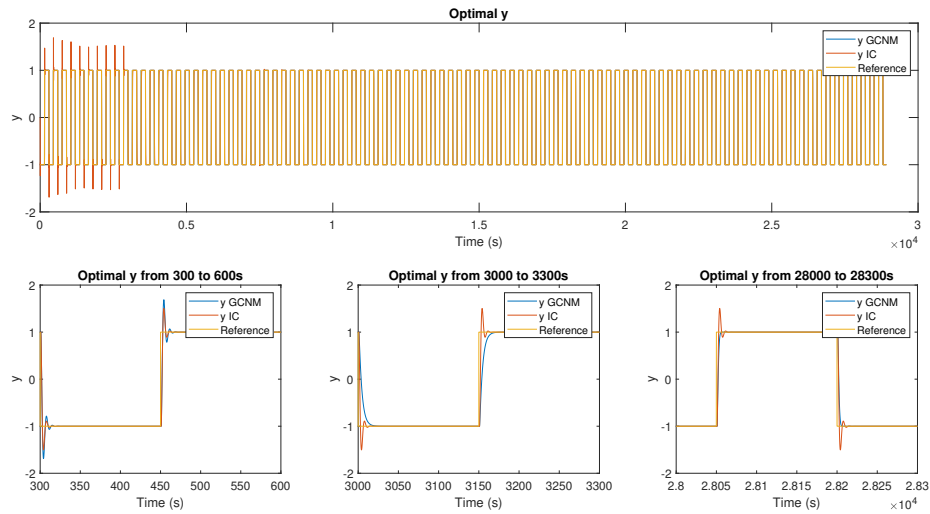 Optimal y
2
1
0
-1
-2
y
y GCNM
y IC
Reference
0
0.5
1
1.5
2
2.5
3
Time (s)
×10⁴
Optimal y from 300 to 600s
2
1
0
-1
-2
y
y GCNM
y IC
Reference
300
350
400
450
500
550
600
Time (s)
Optimal y from 3000 to 3300s
2
1
0
-1
-2
y
y GCNM
y IC
Reference
3000
3050
3100
3150
3200
3250
3300
Time (s)
Optimal y from 28000 to 28300s
2
1
0
-1
-2
y
y GCNM
y IC
Reference
2.8
2.805
2.81
2.815
2.82
2.825
2.83
Time (s)
×10⁴